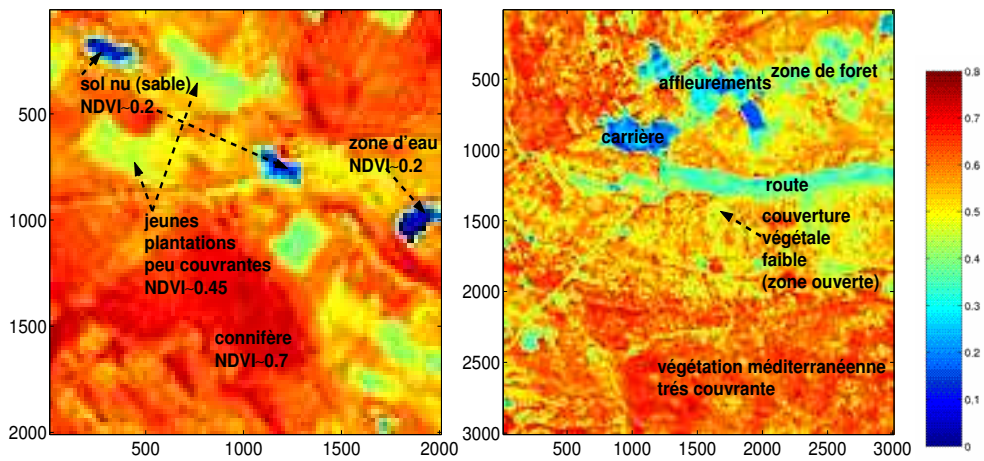 sol nu (sable)
NDVI~0.2
zone d'eau
NDVI~0.2
jeunes
plantations
peu couvrantes
NDVI~0.45
connifère
NDVI~0.7
500
1000
1500
2000
500
1000
1500
2000
affleurements
zone de foret
carrière
route
couverture
végétale
faible
(zone ouverte)
végétation méditerranéenne
trés couvrante
500
1000
1500
2000
2500
3000
500
1000
1500
2000
2500
3000
0.8
0.7
0.6
0.5
0.4
0.3
0.2
0.1
0